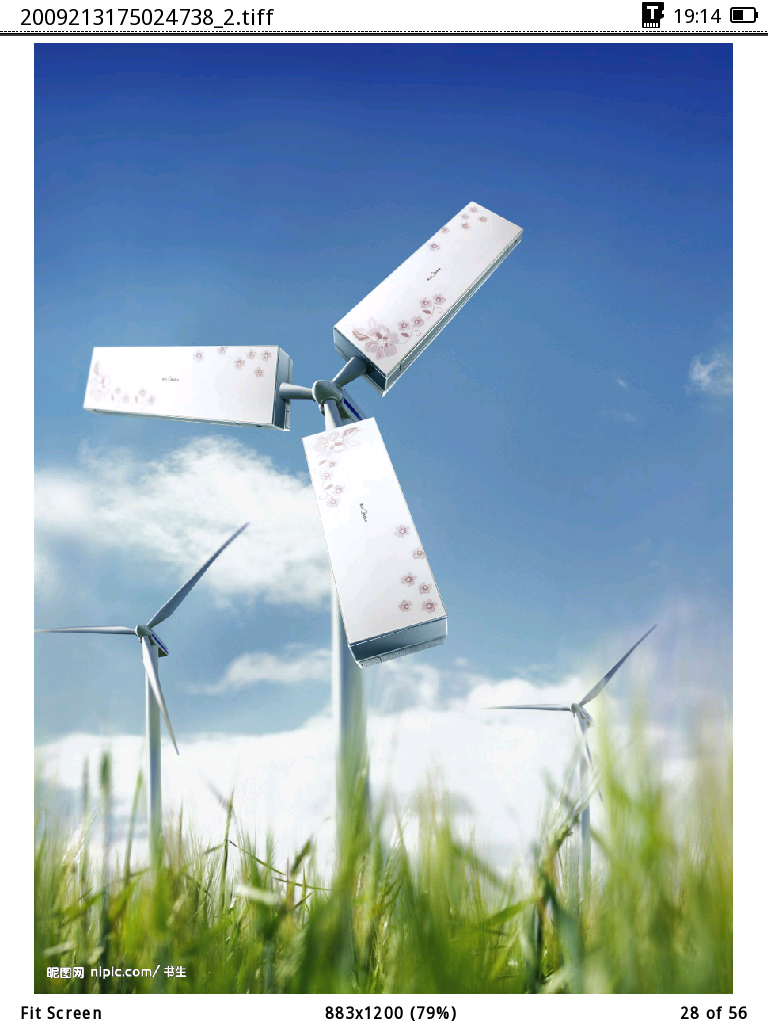 2009213175024738_2.tiff
T
19:14
昵图网 nipic.com/ 书生
Fit Screen
883x1200 (79%)
28 of 56